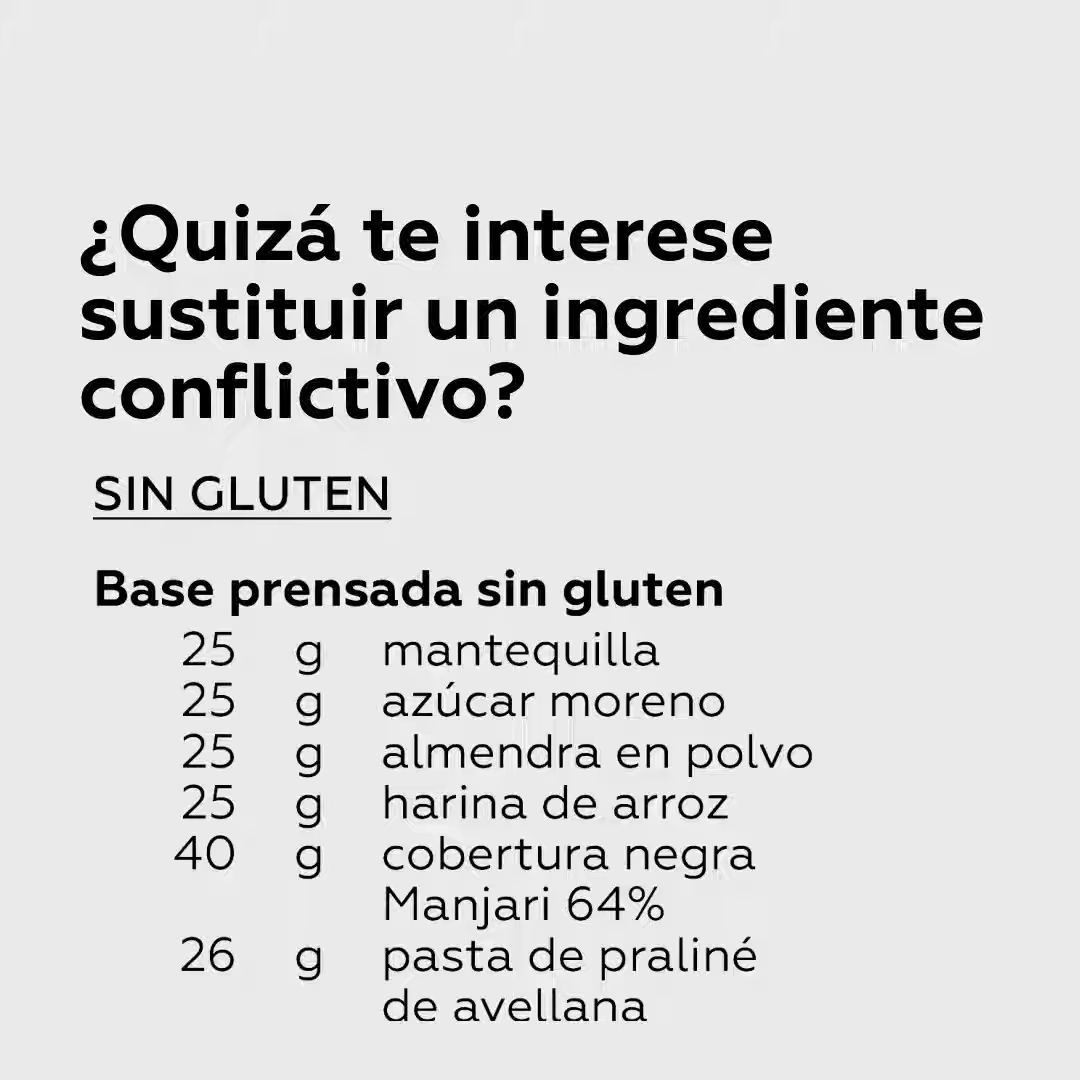 ¿Quizá te interese
sustituir un ingrediente
conflictivo?
SIN GLUTEN
Base prensada sin gluten
25 g mantequilla
25 g azúcar moreno
25 g almendra en polvo
25 g harina de arroz
40 g cobertura negra
Manjari 64%
26 g pasta de praliné
de avellana